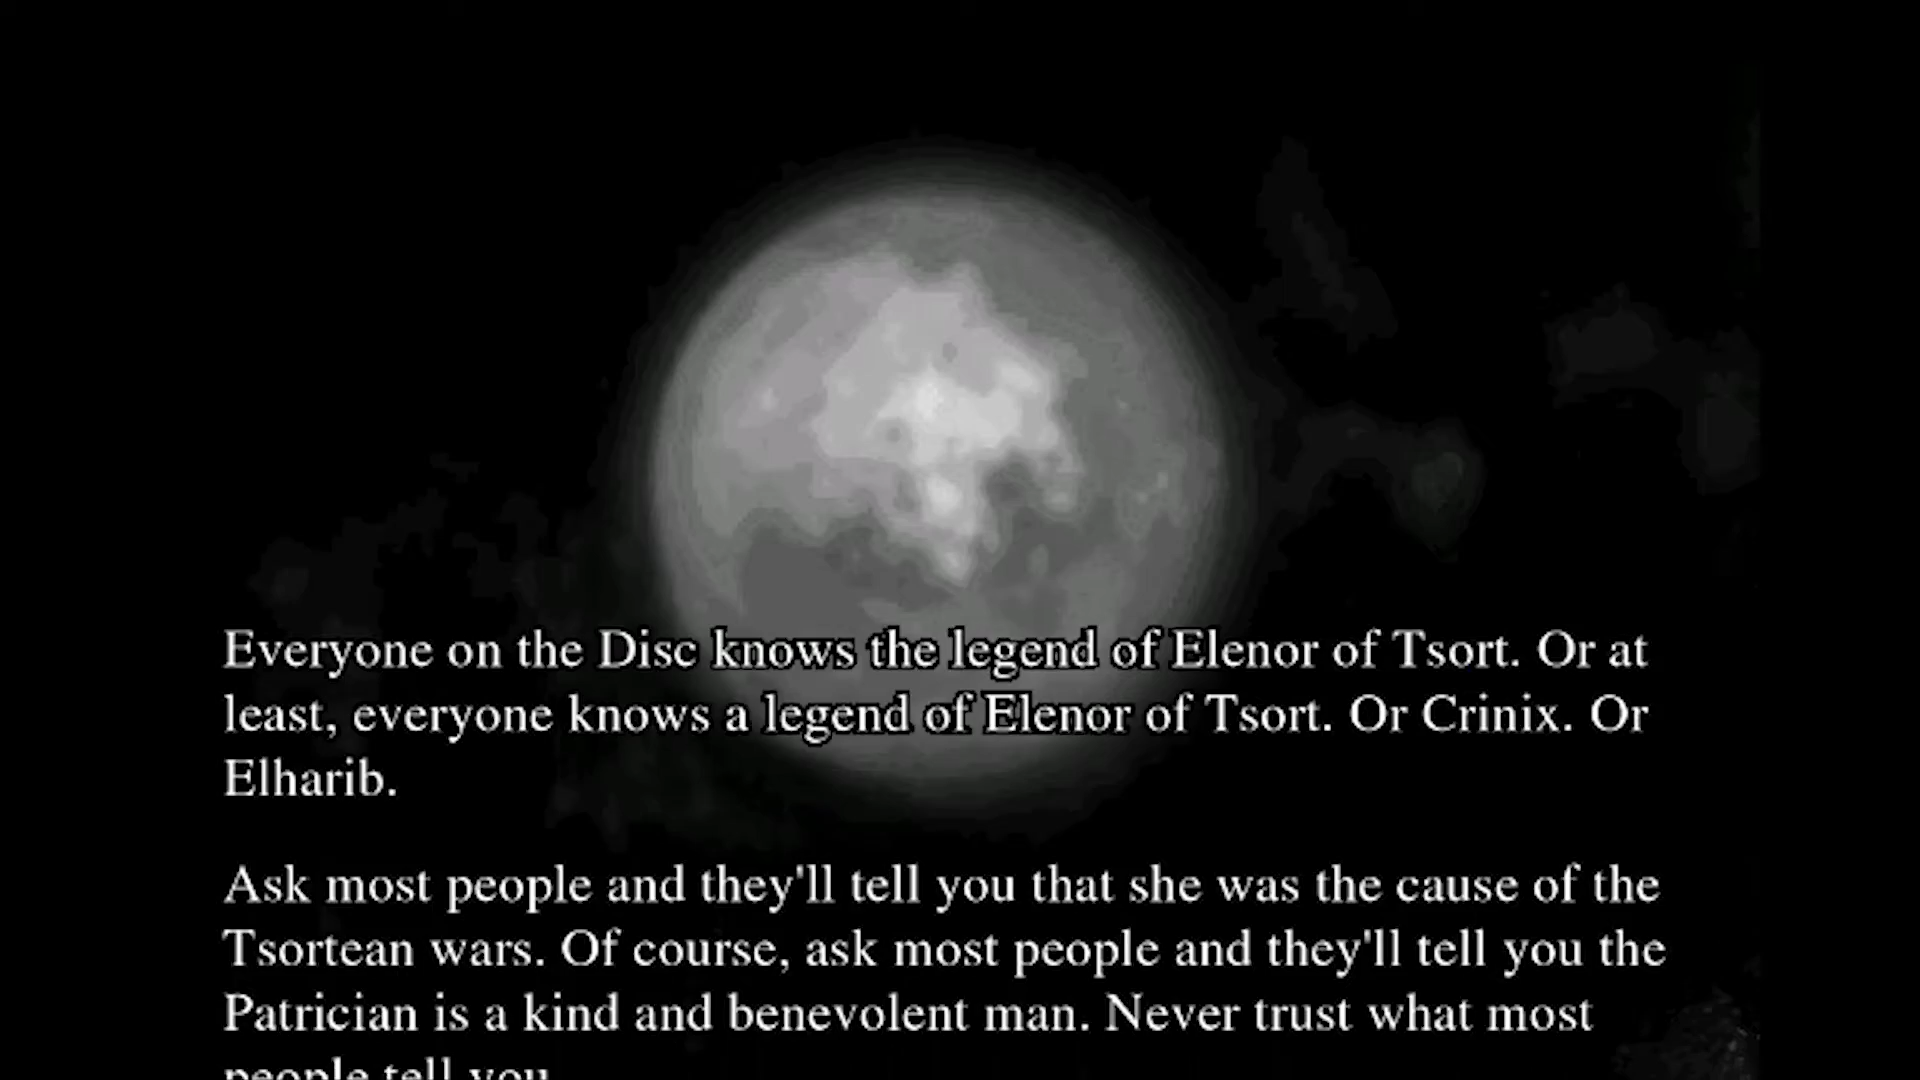 Everyone on the Disc knows the legend of Elenor of Tsort. Or at
least, everyone knows a legend of Elenor of Tsort. Or Crinix. Or
Elharib.
Ask most people and they'll tell you that she was the cause of the
Tsortean wars. Of course, ask most people and they'll tell you the
Patrician is a kind and benevolent man. Never trust what most
people tell you